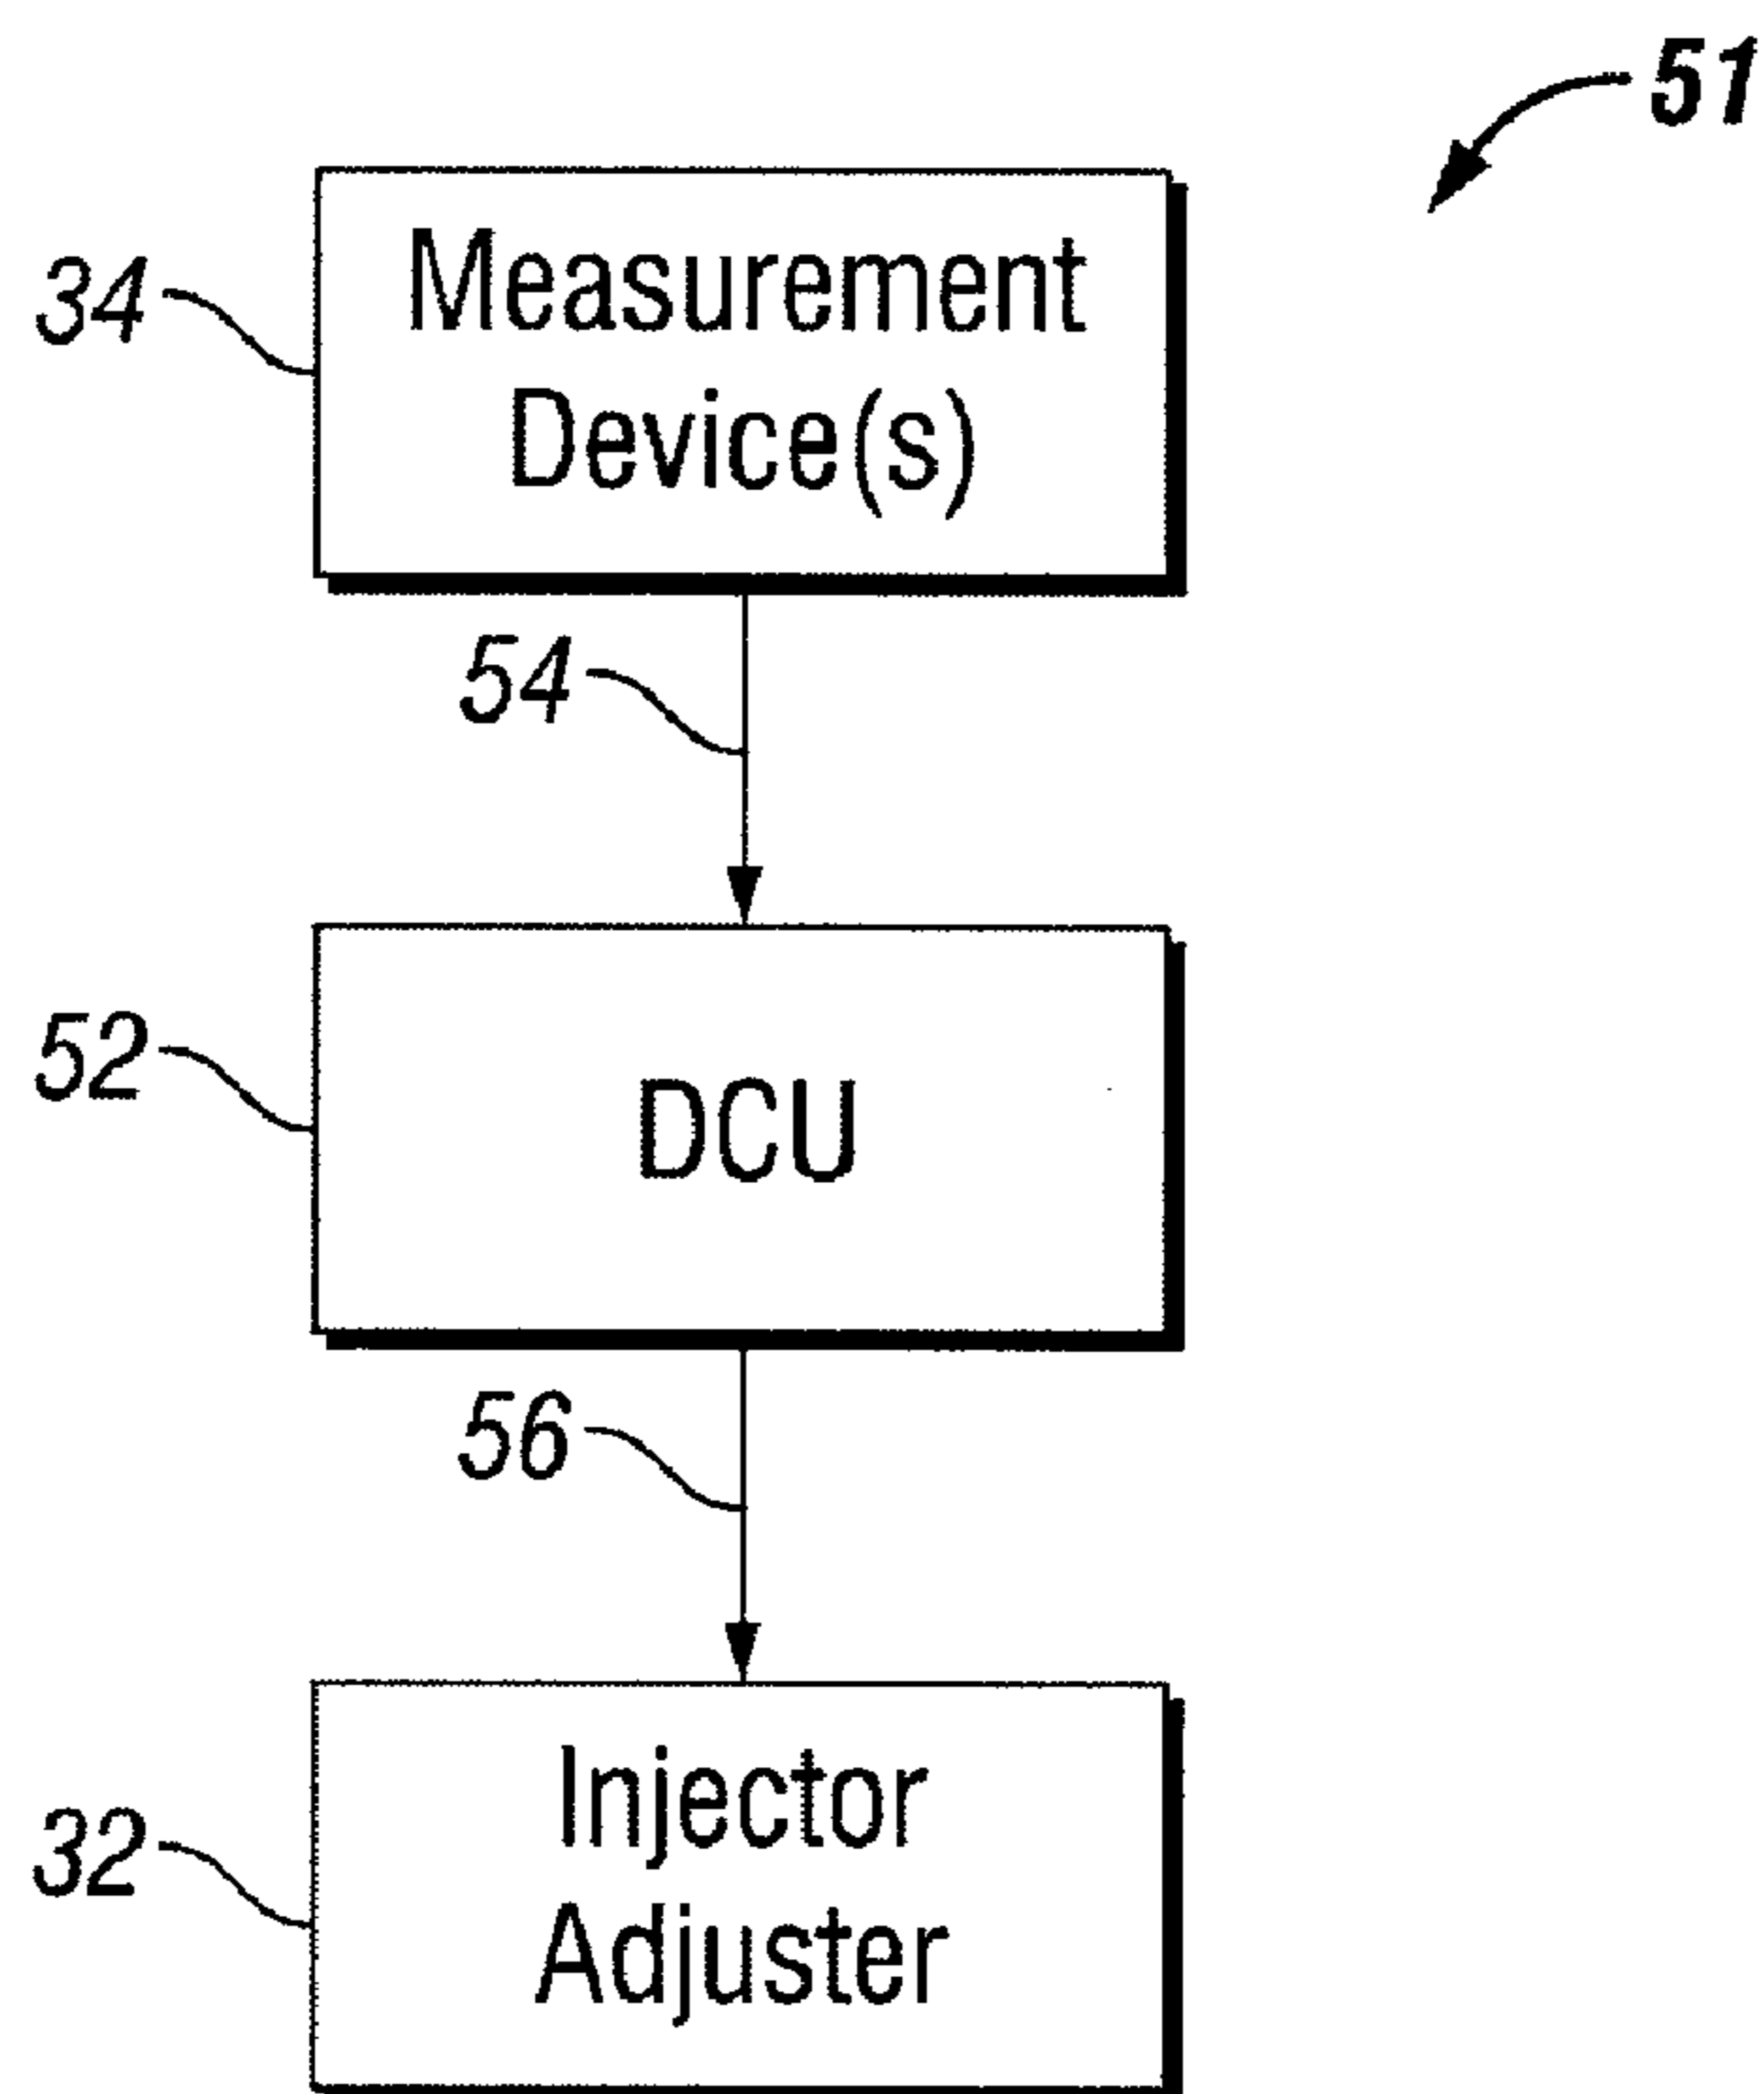 51
34
Measurement
Device(s)
54
52
DCU
56
32
Injector
Adjuster